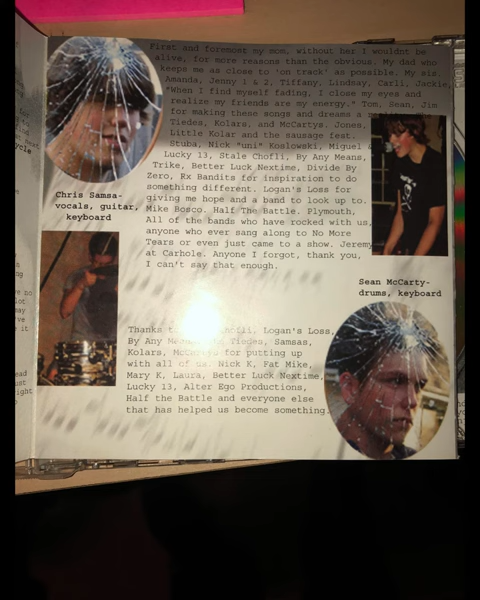 First and foremost my mom, without her I wouldnt be
alive, for more reasons than the obvious. My dad who
keeps me as close to 'on track' as possible. My sis.
Amanda, Jenny 1 & 2, Tiffany. Lindsay, Carli, Jackie,
"When I find myself fading, I close my eyes and
realize my friends are my energy." Tom, Sean, Jim
for making these songs and dreams a
Tiedes, Kolars, and McCartys. Jones,
Little Kolar and the sausage fest.
Stuba, Nick "uni" Koslowski, Miguel &
Lucky 13, Stale Chofli, By Any Means,
Trike, Better Luck Nextime, Divide By
Zero, Rx Bandits for inspiration to do
something different. Logan's Loss for
giving me hope and a band to look up to.
Mike Bosco. Half The Battle. Plymouth,
All of the bands who have rocked with us,
anyone who ever sang along to No More
Tears or even just came to a show. Jeremy
at Carhole. Anyone I forgot, thank you,
I can't say that enough.
Chris Samsa-
vocals, guitar,
keyboard
Sean McCarty-
drums, keyboard
Thanks to Chofli, Logan's Loss,
By Any Means, Tiedes, Samsas,
Kolars, McCartys for putting up
with all of us. Nick K, Fat Mike,
Mary K, Laura, Better Luck Nextime,
Lucky 13, Alter Ego Productions,
Half the Battle and everyone else
that has helped us become something.